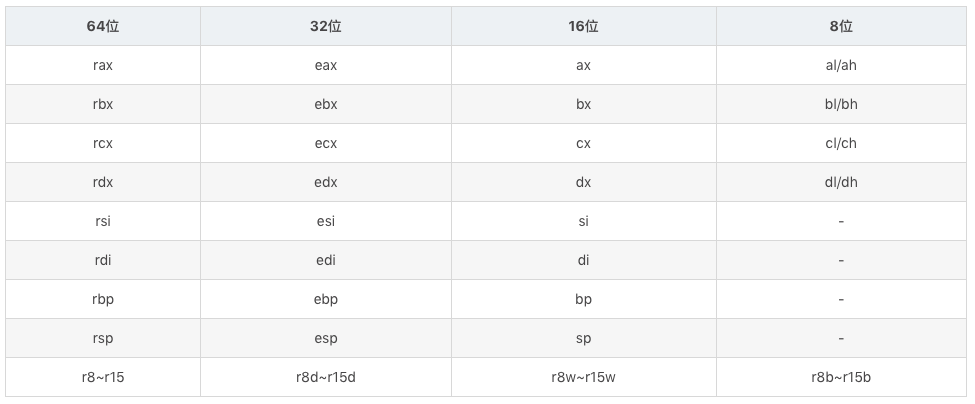 64位 32位 16位 8位
rax eax ax al/ah
rbx ebx bx bl/bh
rcx ecx cx cl/ch
rdx edx dx dl/dh
rsi esi si -
rdi edi di -
rbp ebp bp -
rsp esp sp -
r8~r15 r8d~r15d r8w~r15w r8b~r15b